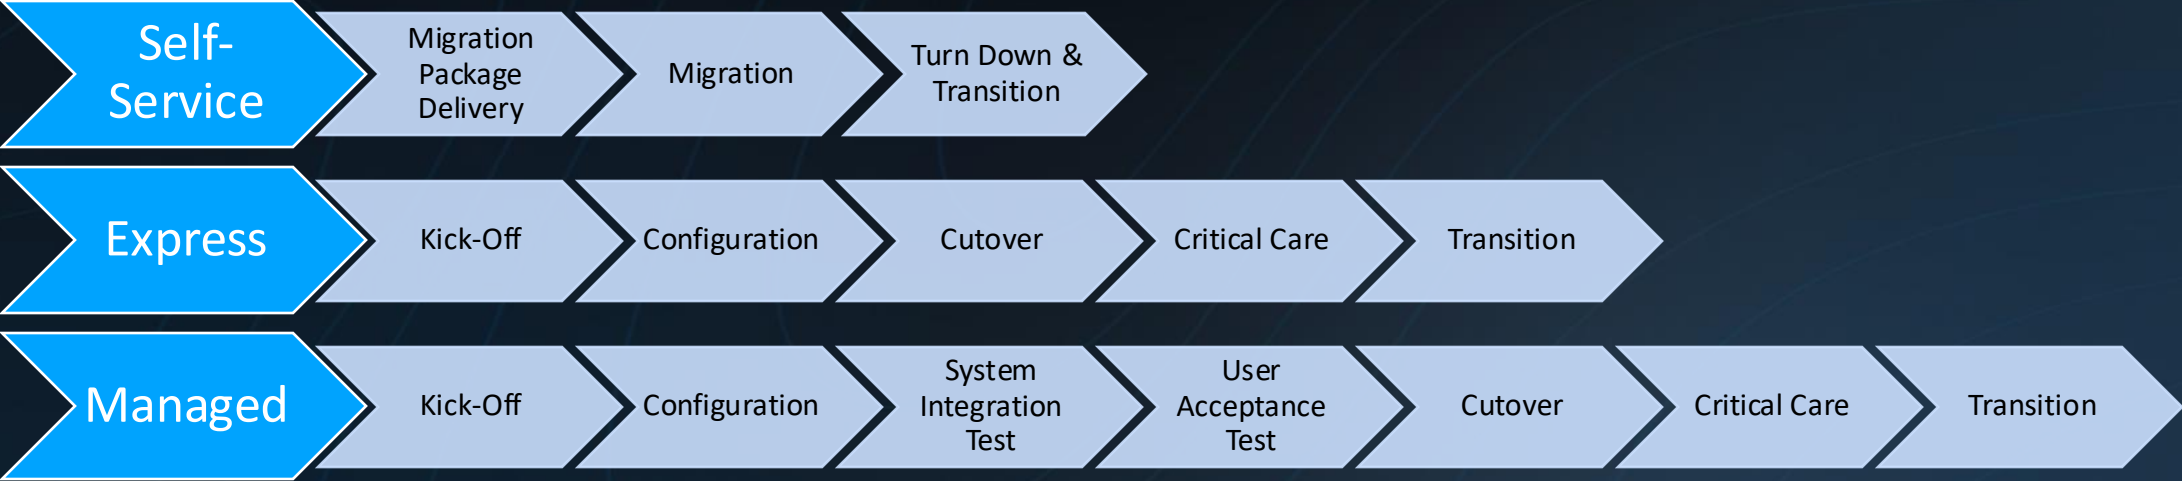 Self-
Service
Migration
Package
Delivery
Migration
Turn Down &
Transition
Express
Kick-Off
Configuration
Cutover
Critical Care
Transition
Managed
Kick-Off
Configuration
System
Integration
Test
User
Acceptance
Test
Cutover
Critical Care
Transition